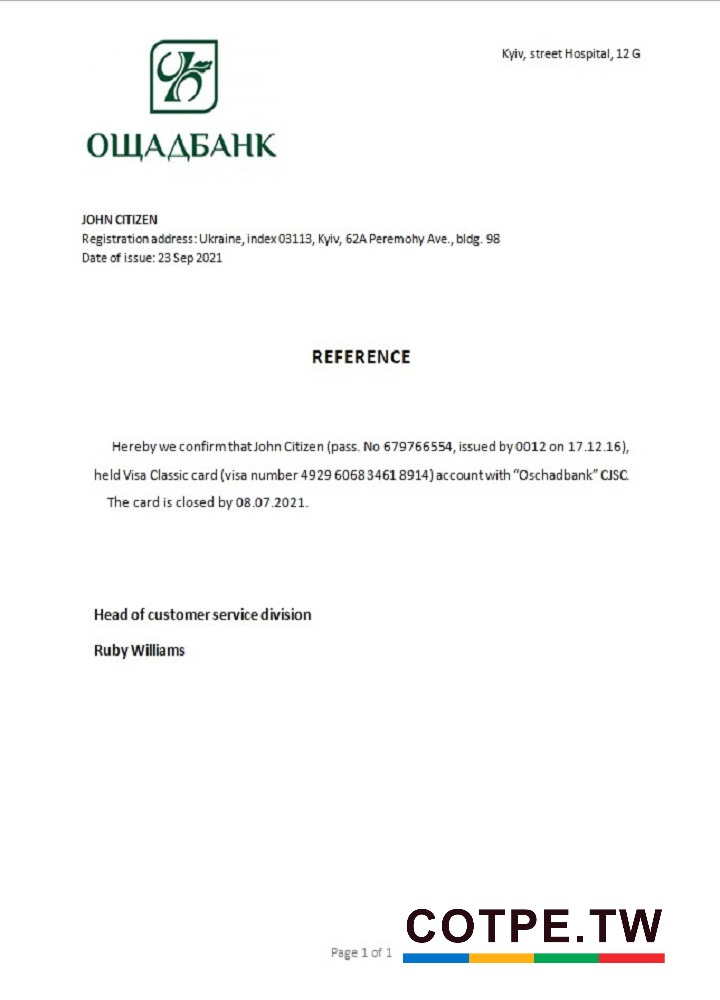 Kyiv, street Hospital, 12 G
ОЩАДБАНК
JOHN CITIZEN
Registration address: Ukraine, index 03113, Kyiv, 62A Peremohy Ave., bldg. 98
Date of issue: 23 Sep 2021
REFERENCE
Hereby we confirm that John Citizen (pass. No 679766554, issued by 0012 on 17.12.16),
held Visa Classic card (visa number 4929 6068 3461 8914) account with “Oschadbank” CJSC.
The card is closed by 08.07.2021.
Head of customer service division
Ruby Williams
Page 1 of 1
COTPE.TW